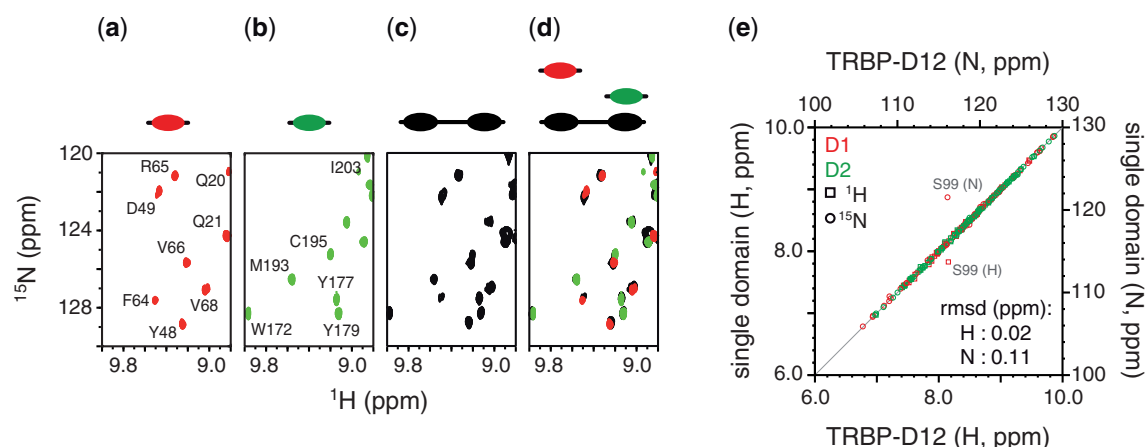 (a)
(b)
(c)
(d)
(e)
TRBP-D12 (N, ppm)
100 110 120 130
120
124
128
¹⁵N (ppm)
R65
Q20
D49
Q21
V66
F64
V68
Y48
9.8 9.0
I203
C195
M193
Y177
W172
Y179
9.8 9.0
9.8 9.0
9.8 9.0
¹H (ppm)
single domain (H, ppm)
10.0
8.0
6.0
D1
D2
¹H
¹⁵N
S99 (N)
S99 (H)
rmsd (ppm):
H : 0.02
N : 0.11
130
120
110
100
single domain (N, ppm)
6.0 8.0 10.0
TRBP-D12 (H, ppm)